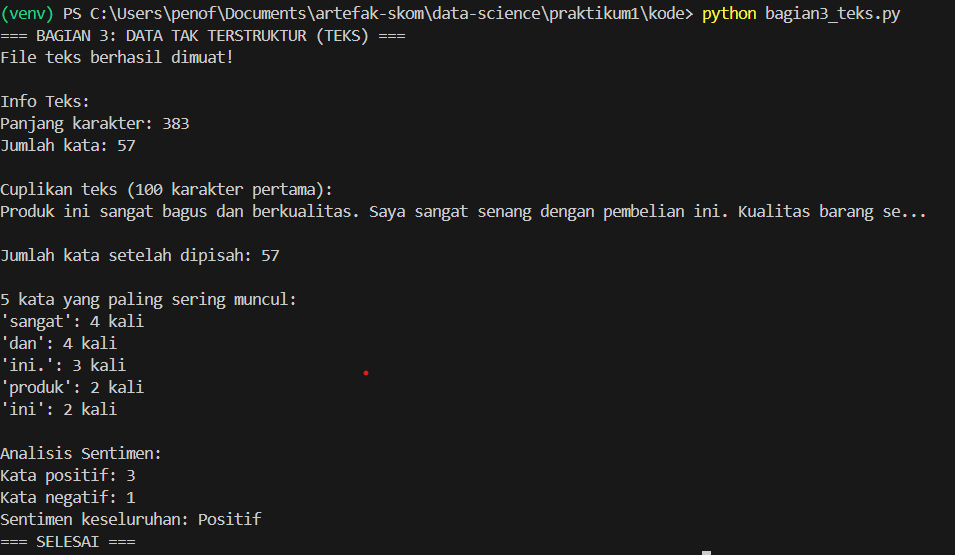 (venv) PS C:\Users\penof\Documents\artefak-skom\data-science\praktikum1\kode> python bagian3_teks.py
=== BAGIAN 3: DATA TAK TERSTRUKTUR (TEKS) ===
File teks berhasil dimuat!
Info Teks:
Panjang karakter: 383
Jumlah kata: 57
Cuplikan teks (100 karakter pertama):
Produk ini sangat bagus dan berkualitas. Saya sangat senang dengan pembelian ini. Kualitas barang se...
Jumlah kata setelah dipisah: 57
5 kata yang paling sering muncul:
'sangat': 4 kali
'dan': 4 kali
'ini.': 3 kali
'produk': 2 kali
'ini': 2 kali
Analisis Sentimen:
Kata positif: 3
Kata negatif: 1
Sentimen keseluruhan: Positif
=== SELESAI ===